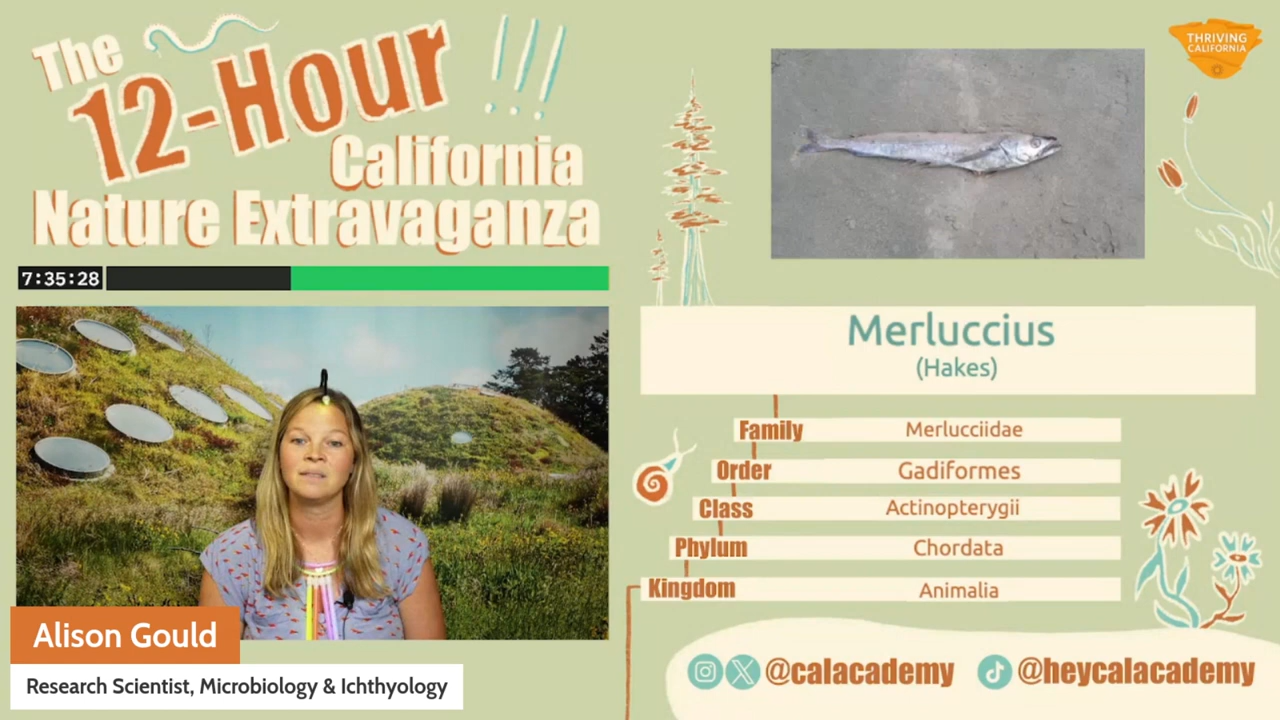 The
12-Hour !!!
California
Nature Extravaganza
7:35:28
Alison Gould
Research Scientist, Microbiology & Ichthyology
THRIVING
CALIFORNIA
Merluccius
(Hakes)
Family Merlucciidae
Order Gadiformes
Class Actinopterygii
Phylum Chordata
Kingdom Animalia
@calacademy @heycalacademy